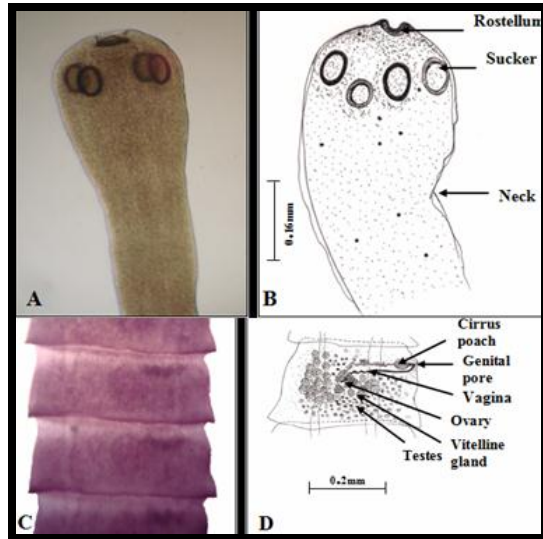 A
B
Rostellum
Sucker
Neck
0.16mm
C
D
Cirrus
poach
Genital
pore
Vagina
Ovary
Vitelline
gland
Testes
0.2mm